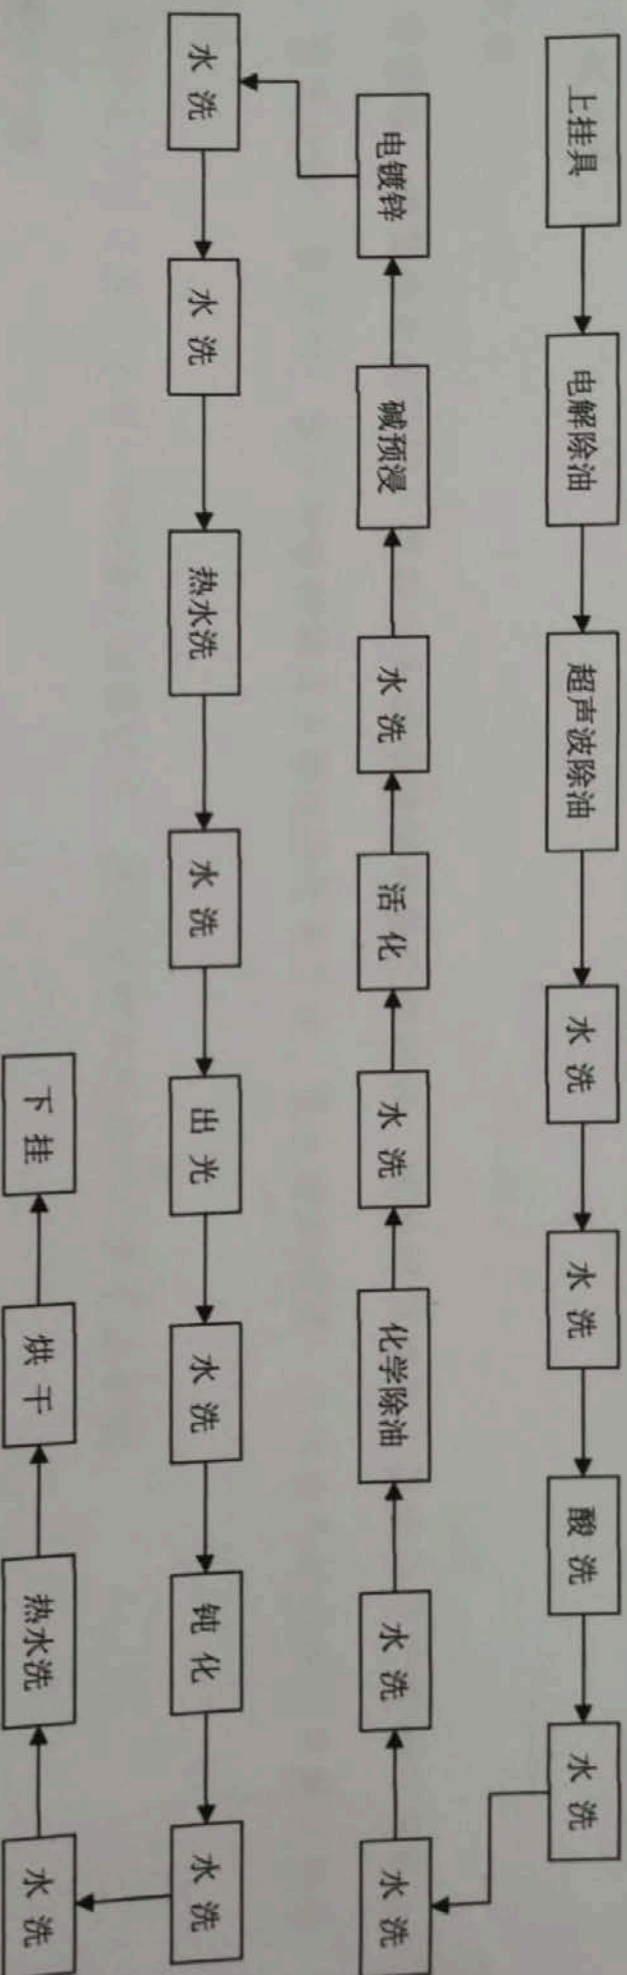 上挂具
电解除油
超声波除油
水洗
水洗
酸洗
水洗
水洗
水洗
化学除油
水洗
活化
水洗
碱预浸
电镀锌
水洗
水洗
热水洗
水洗
出光
水洗
钝化
水洗
水洗
热水洗
烘干
下挂